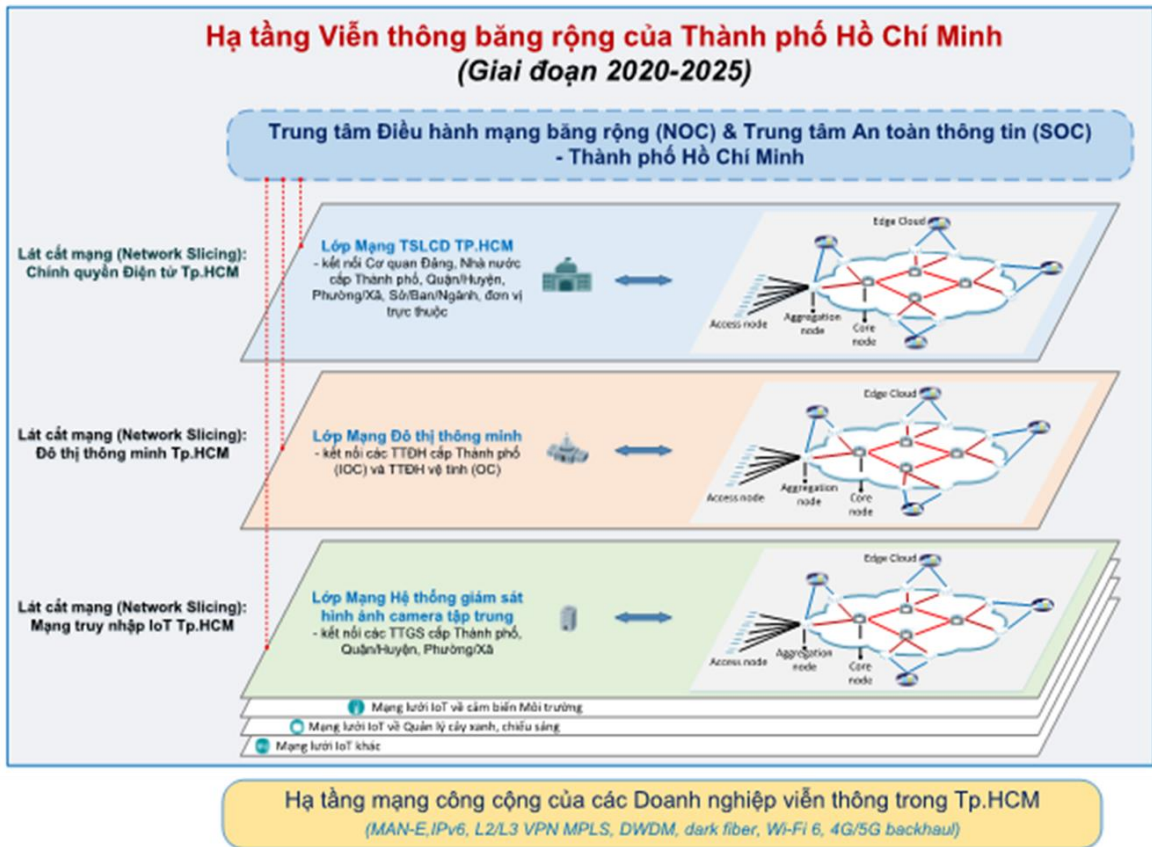 Hạ tầng Viễn thông băng rộng của Thành phố Hồ Chí Minh
(Giai đoạn 2020-2025)
Trung tâm Điều hành mạng băng rộng (NOC) & Trung tâm An toàn thông tin (SOC)
- Thành phố Hồ Chí Minh
Lát cắt mạng (Network Slicing):
Chính quyền Điện tử Tp.HCM
Lớp Mạng TSLCD TP.HCM
- kết nối Cơ quan Đảng, Nhà nước
cấp Thành phố, Quận/Huyện,
Phường/Xã, Sở/Ban/Ngành, đơn vị
trực thuộc
Edge Cloud
Access node
Aggregation
node
Core
node
Lát cắt mạng (Network Slicing):
Đô thị thông minh Tp.HCM
Lớp Mạng Đô thị thông minh
- kết nối các TTĐH cấp Thành phố
(IOC) và TTĐH vệ tinh (OC)
Edge Cloud
Access node
Aggregation
node
Core
node
Lát cắt mạng (Network Slicing):
Mạng truy nhập IoT Tp.HCM
Lớp Mạng Hệ thống giám sát
hình ảnh camera tập trung
- kết nối các TTGS cấp Thành phố,
Quận/Huyện, Phường/Xã
Edge Cloud
Access node
Aggregation
node
Core
node
Mạng lưới IoT về cảm biến Môi trường
Mạng lưới IoT về Quản lý cây xanh, chiếu sáng
Mạng lưới IoT khác
Hạ tầng mạng công cộng của các Doanh nghiệp viễn thông trong Tp.HCM
(MAN-E,IPv6, L2/L3 VPN MPLS, DWDM, dark fiber, Wi-Fi 6, 4G/5G backhaul)